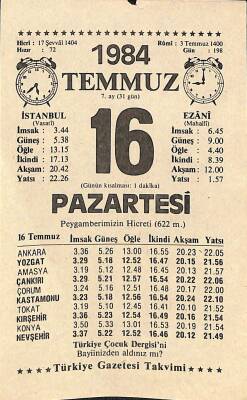 Hicri : 17 Şevvâl 1404
Hızır : 72
1984
Rûmî : 3 Temmuz 1400
Gün : 198
TEMMUZ
7. ay (31 gün)
İSTANBUL
(Vasati)
İmsak : 3.44
Güneş : 5.38
Öğle : 13.15
İkindi : 17.13
Akşam : 20.42
Yatsı : 22.26
16
(Günün kısalması: 1 dakika)
EZÂNÎ
(Mahallî)
İmsak : 6.45
Güneş : 9.00
Öğle : 4.40
İkindi : 8.39
Akşam : 12.00
Yatsı : 1.57
PAZARTESİ
Peygamberimizin Hicreti (622 m.)
16 Temmuz İmsak Güneş Öğle İkindi Akşam Yatsı
ANKARA 3.36 5.26 13.00 16.55 20.23 22.05
YOZGAT 3.29 5.18 12.52 16.47 20.15 21.56
AMASYA 3.19 5.12 12.48 16.45 20.13 21.57
ÇANKIRI 3.29 5.21 12.57 16.54 20.22 22.06
ÇORUM 3.24 5.16 12.51 16.48 20.17 22.00
KASTAMONU 3.23 5.18 12.56 16.54 20.24 22.10
TOKAT 3.19 5.10 12.45 16.41 20.10 21.52
KIRŞEHİR 3.36 5.23 12.54 16.49 20.16 21.54
KONYA 3.50 5.33 13.01 16.54 20.19 21.54
NEVŞEHİR 3.37 5.22 12.52 16.46 20.12 21.49
Türkiye Çocuk Dergisi'ni
Bayiinizden aldınız mı?
★★Türkiye Gazetesi Takvimi★★